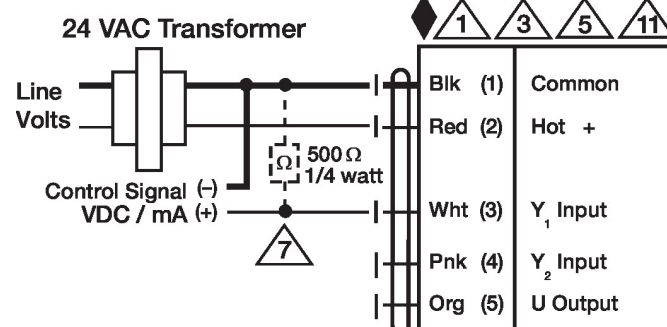 1 3 5 11
24 VAC Transformer
Line
Volts
Blk (1) Common
Red (2) Hot +
Ω 500 Ω
1/4 watt
Control Signal (–)
VDC / mA (+)
Wht (3) Y1 Input
7
Pnk (4) Y2 Input
Org (5) U Output